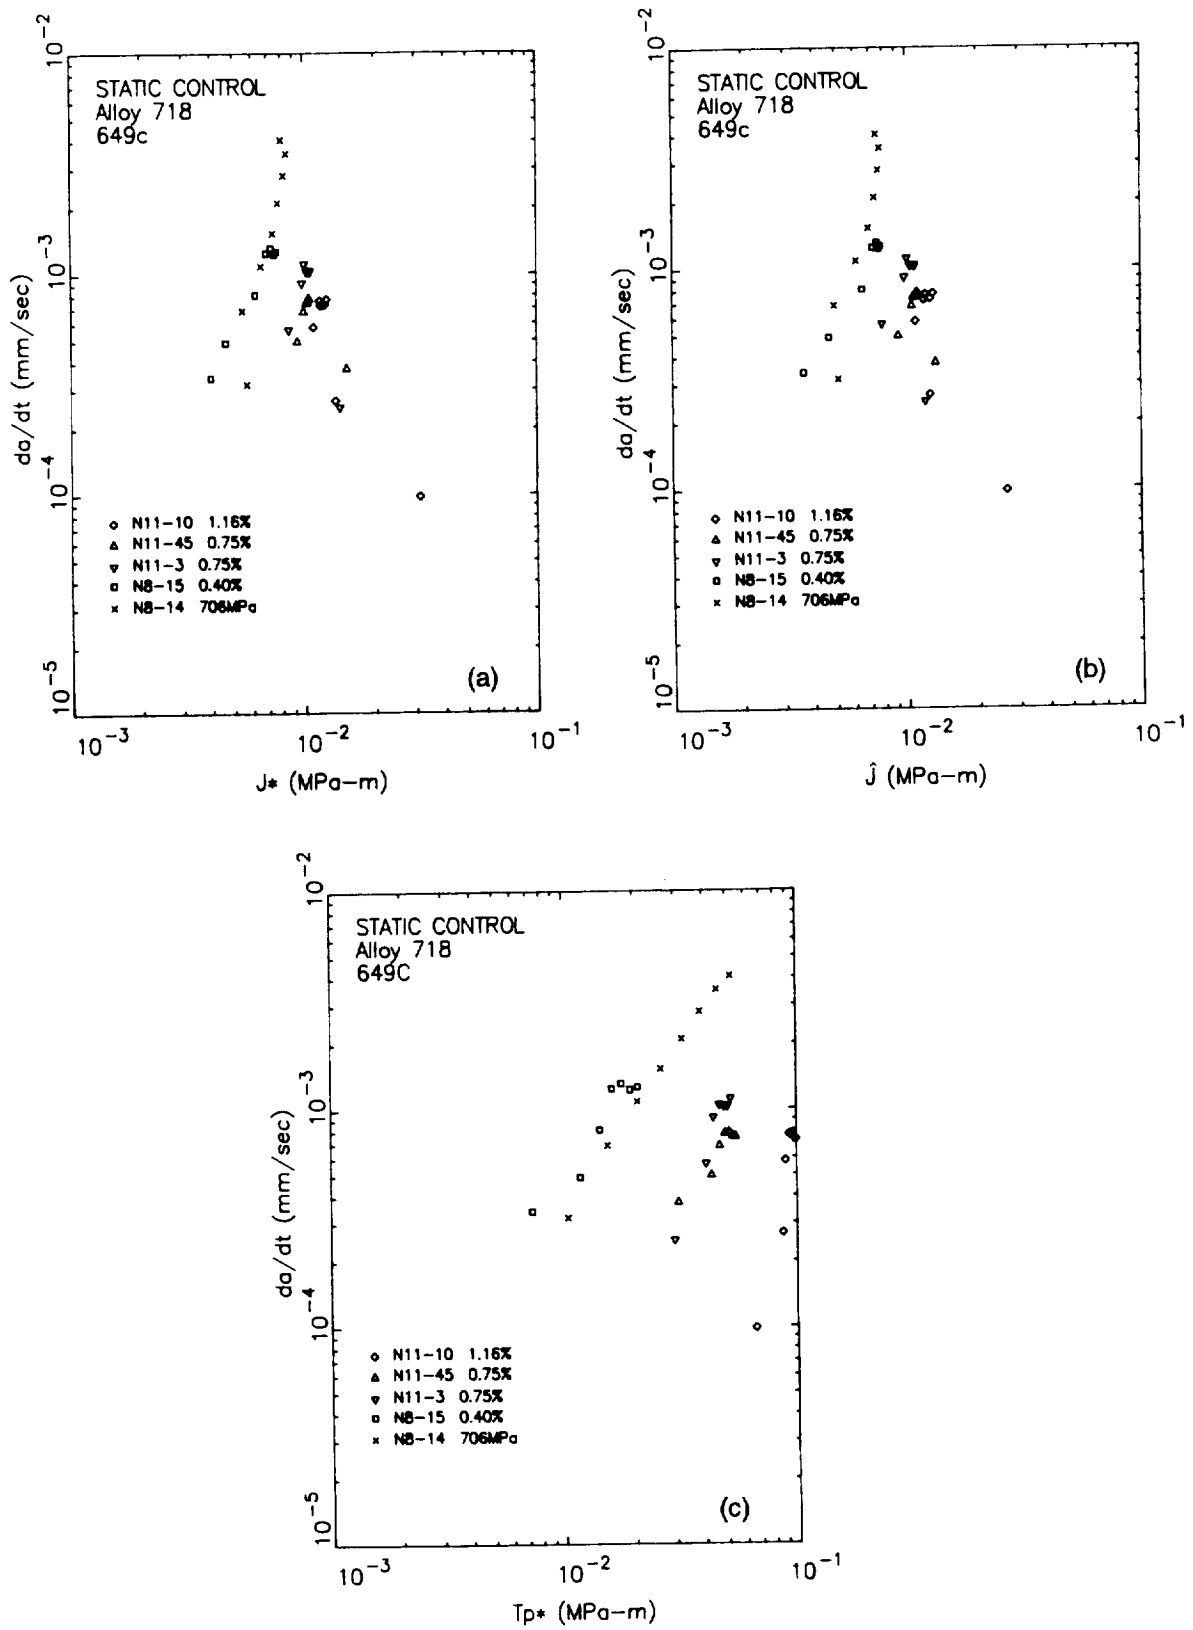 10⁻²
STATIC CONTROL
Alloy 718
649c
10⁻³
da/dt (mm/sec)
10⁻⁴
N11-10 1.16%
N11-45 0.75%
N11-3 0.75%
N8-15 0.40%
N8-14 706MPa
10⁻⁵
(a)
10⁻³ 10⁻² 10⁻¹
J* (MPa-m)
10⁻²
STATIC CONTROL
Alloy 718
649c
10⁻³
da/dt (mm/sec)
10⁻⁴
N11-10 1.16%
N11-45 0.75%
N11-3 0.75%
N8-15 0.40%
N8-14 706MPa
10⁻⁵
(b)
10⁻³ 10⁻² 10⁻¹
Ĵ (MPa-m)
10⁻²
STATIC CONTROL
Alloy 718
649C
10⁻³
da/dt (mm/sec)
10⁻⁴
N11-10 1.16%
N11-45 0.75%
N11-3 0.75%
N8-15 0.40%
N8-14 706MPa
10⁻⁵
(c)
10⁻³ 10⁻² 10⁻¹
Tp* (MPa-m)